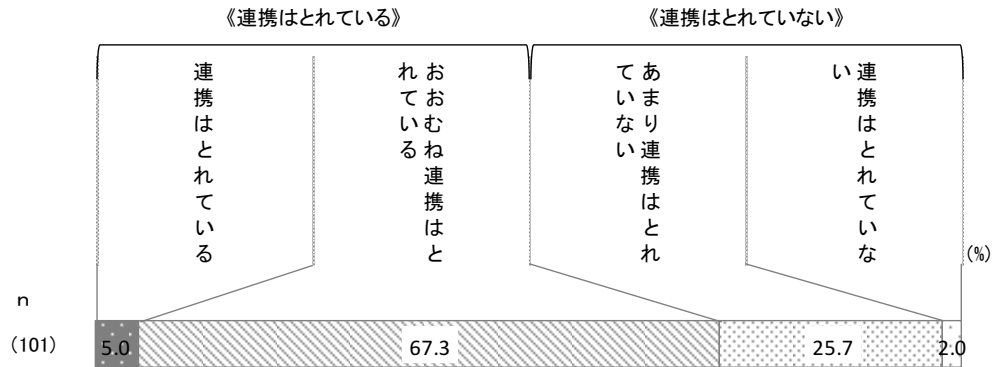 《連携はとれている》
《連携はとれていない》
連携はとれている
おおむね連携はと
れている
あまり連携はとれ
ていない
連携はとれていな
い
(%)
n
(101)
5.0
67.3
25.7
2.0